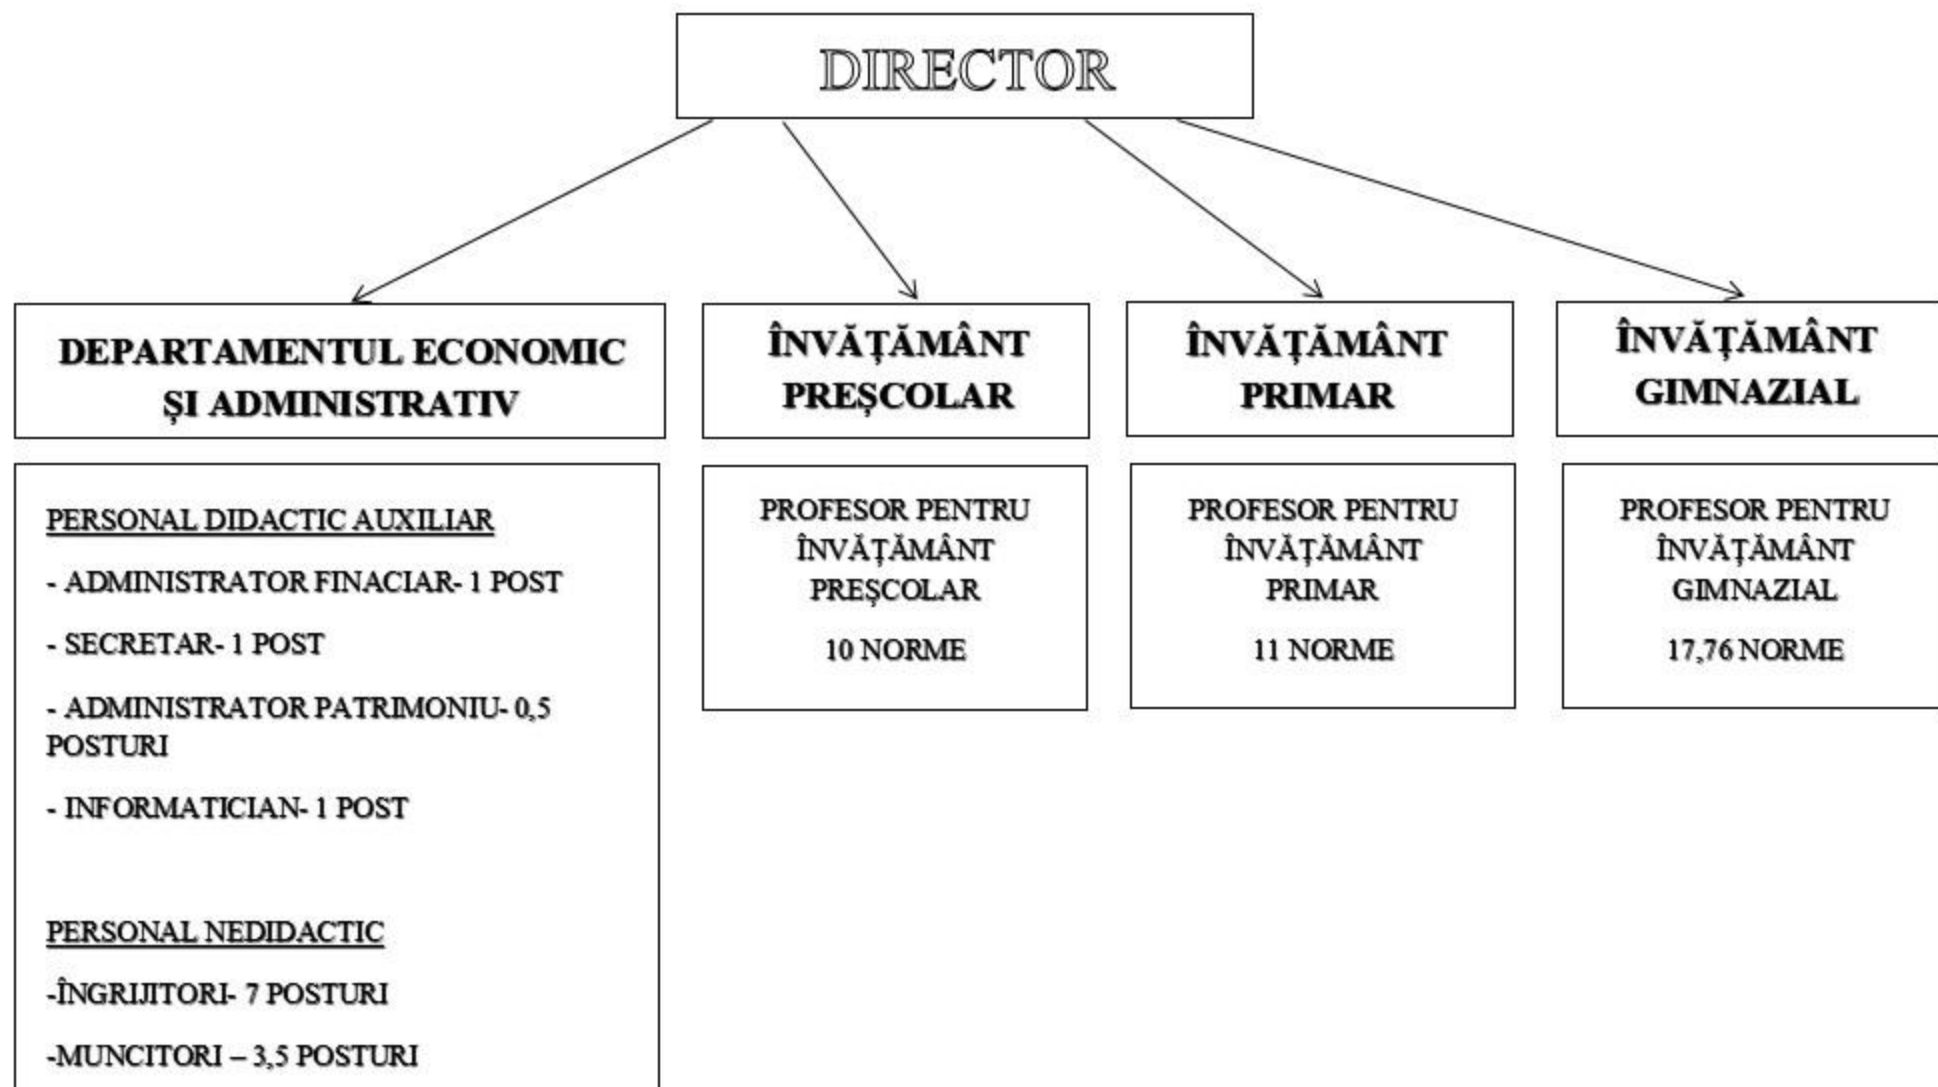 DIRECTOR
DEPARTAMENTUL ECONOMIC
ȘI ADMINISTRATIV
ÎNVĂȚĂMÂNT
PREȘCOLAR
ÎNVĂȚĂMÂNT
PRIMAR
ÎNVĂȚĂMÂNT
GIMNAZIAL
PERSONAL DIDACTIC AUXILIAR
- ADMINISTRATOR FINACIAR- 1 POST
- SECRETAR- 1 POST
- ADMINISTRATOR PATRIMONIU- 0,5
POSTURI
- INFORMATICIAN- 1 POST
PERSONAL NEDIDACTIC
-ÎNGRIJITORI- 7 POSTURI
-MUNCITORI – 3,5 POSTURI
PROFESOR PENTRU
ÎNVĂȚĂMÂNT
PREȘCOLAR
10 NORME
PROFESOR PENTRU
ÎNVĂȚĂMÂNT
PRIMAR
11 NORME
PROFESOR PENTRU
ÎNVĂȚĂMÂNT
GIMNAZIAL
17,76 NORME